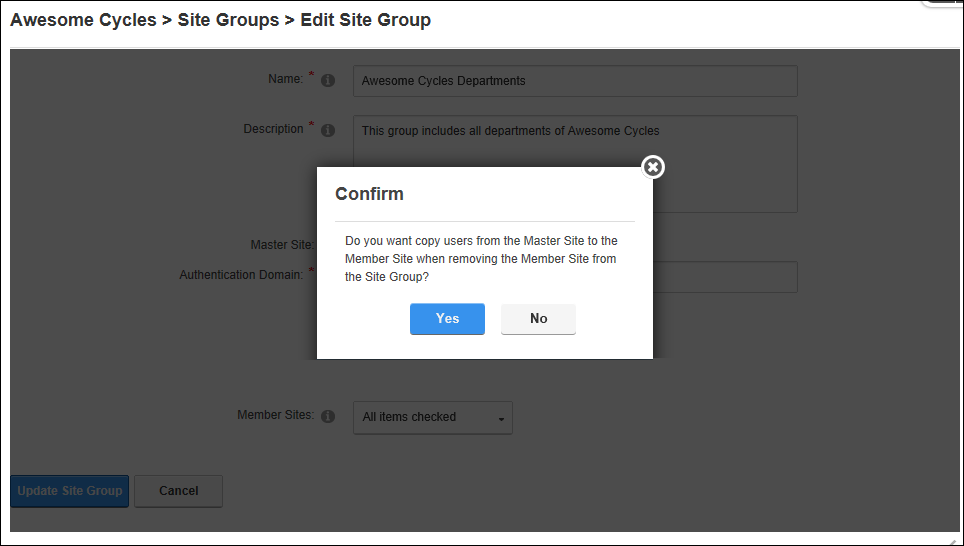 Awesome Cycles > Site Groups > Edit Site Group
Name: *
Awesome Cycles Departments
Description *
This group includes all departments of Awesome Cycles
Confirm
Do you want copy users from the Master Site to the
Member Site when removing the Member Site from
the Site Group?
Yes No
Master Site:
Authentication Domain: *
Member Sites:
All items checked
Update Site Group Cancel